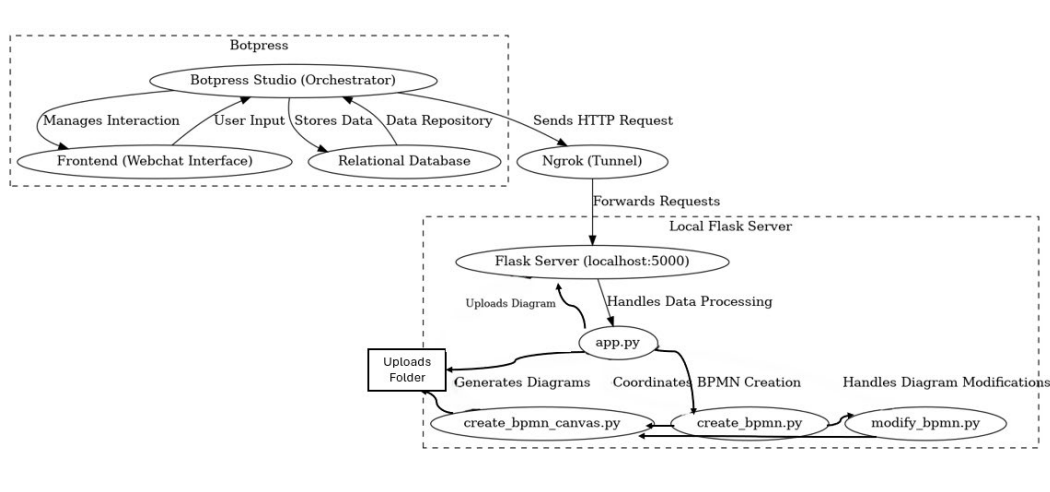 Botpress
Botpress Studio (Orchestrator)
Manages Interaction
User Input
Stores Data
Data Repository
Sends HTTP Request
Frontend (Webchat Interface)
Relational Database
Ngrok (Tunnel)
Forwards Requests
Local Flask Server
Flask Server (localhost:5000)
Uploads Diagram
Handles Data Processing
app.py
Uploads
Folder
Generates Diagrams
Coordinates BPMN Creation
Handles Diagram Modifications
create_bpmn_canvas.py
create_bpmn.py
modify_bpmn.py